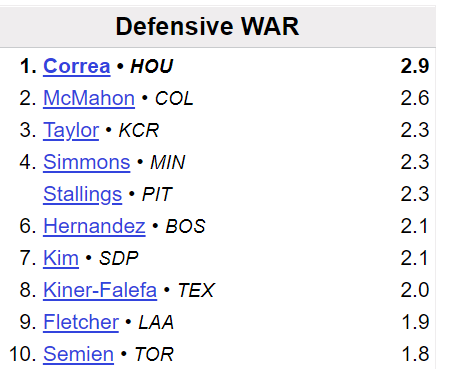 Defensive WAR
1. Correa • HOU 2.9
2. McMahon • COL 2.6
3. Taylor • KCR 2.3
4. Simmons • MIN 2.3
Stallings • PIT 2.3
6. Hernandez • BOS 2.1
7. Kim • SDP 2.1
8. Kiner-Falefa • TEX 2.0
9. Fletcher • LAA 1.9
10. Semien • TOR 1.8